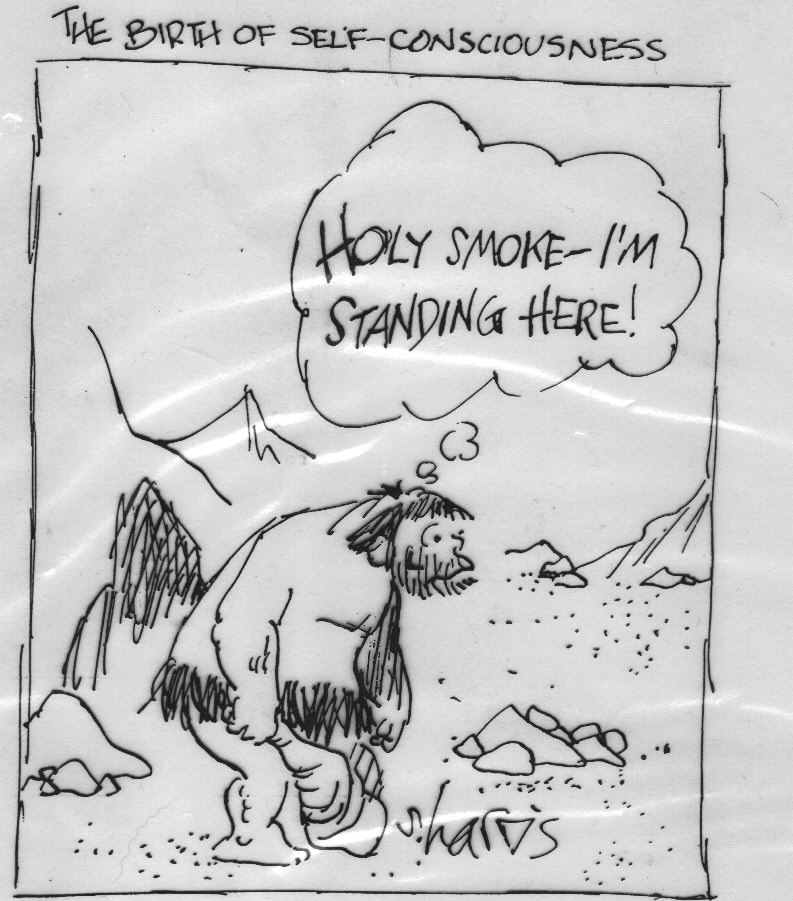 THE BIRTH OF SELF-CONSCIOUSNESS
HOLY SMOKE-I'M
STANDING HERE!
S.harris